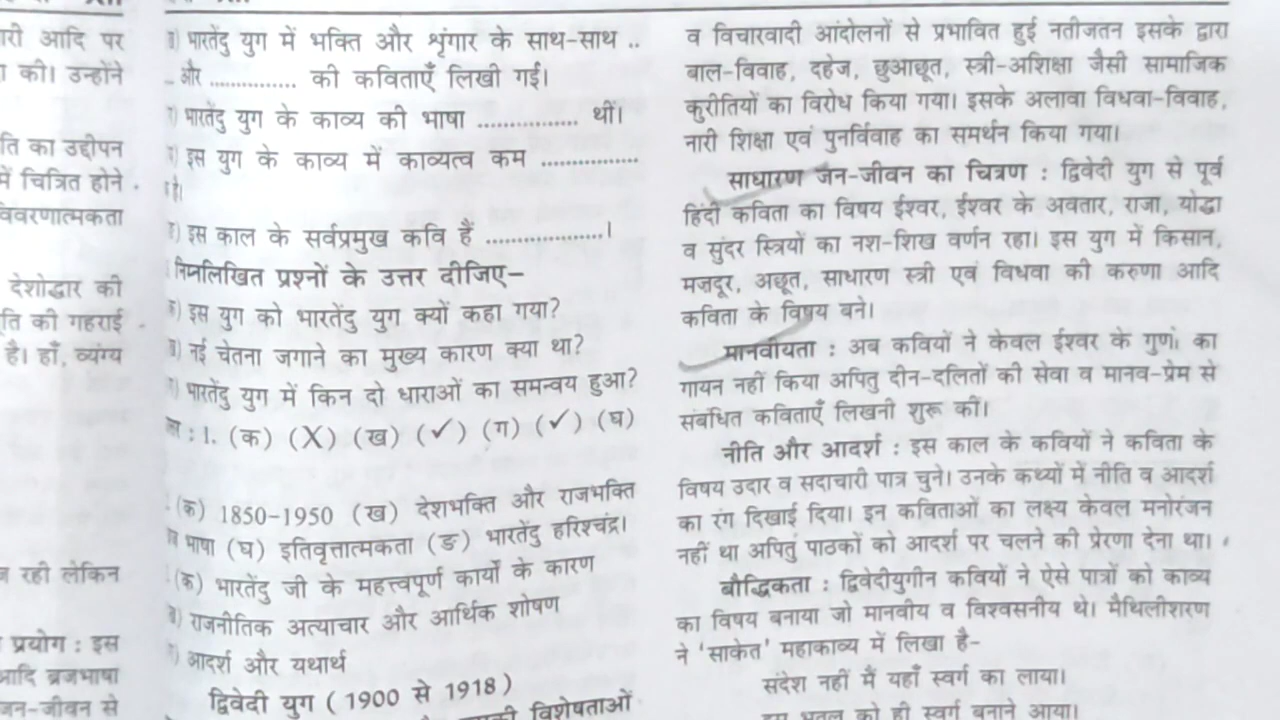 री आदि पर
की। उन्होंने
ति का उद्दीपन
में चित्रित होने
विवरणात्मकता
देशोद्धार की
ति की गहराई
है। हाँ, व्यंग्य
रही लेकिन
प्रयोग : इस
आदि ब्रजभाषा
जन-जीवन से
भारतेंदु युग में भक्ति और शृंगार के साथ-साथ ..
और ............... की कविताएँ लिखी गईं।
भारतेंदु युग के काव्य की भाषा ................. थीं।
इस युग के काव्य में काव्यत्व कम ................
है।
इस काल के सर्वप्रमुख कवि हैं ...................।
निम्नलिखित प्रश्नों के उत्तर दीजिए–
इस युग को भारतेंदु युग क्यों कहा गया?
नई चेतना जगाने का मुख्य कारण क्या था?
भारतेंदु युग में किन दो धाराओं का समन्वय हुआ?
: 1. (क) (X) (ख) (✓) (ग) (✓) (घ)
(क) 1850-1950 (ख) देशभक्ति और राजभक्ति
भाषा (घ) इतिवृत्तात्मकता (ङ) भारतेंदु हरिश्चंद्र।
(क) भारतेंदु जी के महत्त्वपूर्ण कार्यों के कारण
राजनीतिक अत्याचार और आर्थिक शोषण
आदर्श और यथार्थ
द्विवेदी युग ( 1900 से 1918 )
विशेषताओं
व विचारवादी आंदोलनों से प्रभावित हुई नतीजतन इसके द्वारा
बाल-विवाह, दहेज, छुआछूत, स्त्री-अशिक्षा जैसी सामाजिक
कुरीतियों का विरोध किया गया। इसके अलावा विधवा-विवाह,
नारी शिक्षा एवं पुनर्विवाह का समर्थन किया गया।
साधारण जन-जीवन का चित्रण : द्विवेदी युग से पूर्व
हिंदी कविता का विषय ईश्वर, ईश्वर के अवतार, राजा, योद्धा
व सुंदर स्त्रियों का नश-शिख वर्णन रहा। इस युग में किसान,
मजदूर, अछूत, साधारण स्त्री एवं विधवा की करुणा आदि
कविता के विषय बने।
मानवीयता : अब कवियों ने केवल ईश्वर के गुणों का
गायन नहीं किया अपितु दीन-दलितों की सेवा व मानव-प्रेम से
संबंधित कविताएँ लिखनी शुरू कीं।
नीति और आदर्श : इस काल के कवियों ने कविता के
विषय उदार व सदाचारी पात्र चुने। उनके कथ्यों में नीति व आदर्श
का रंग दिखाई दिया। इन कविताओं का लक्ष्य केवल मनोरंजन
नहीं था अपितु पाठकों को आदर्श पर चलने की प्रेरणा देना था।
बौद्धिकता : द्विवेदीयुगीन कवियों ने ऐसे पात्रों को काव्य
का विषय बनाया जो मानवीय व विश्वसनीय थे। मैथिलीशरण
ने 'साकेत' महाकाव्य में लिखा है–
संदेश नहीं मैं यहाँ स्वर्ग का लाया।
भूतल को ही स्वर्ग बनाने आया।